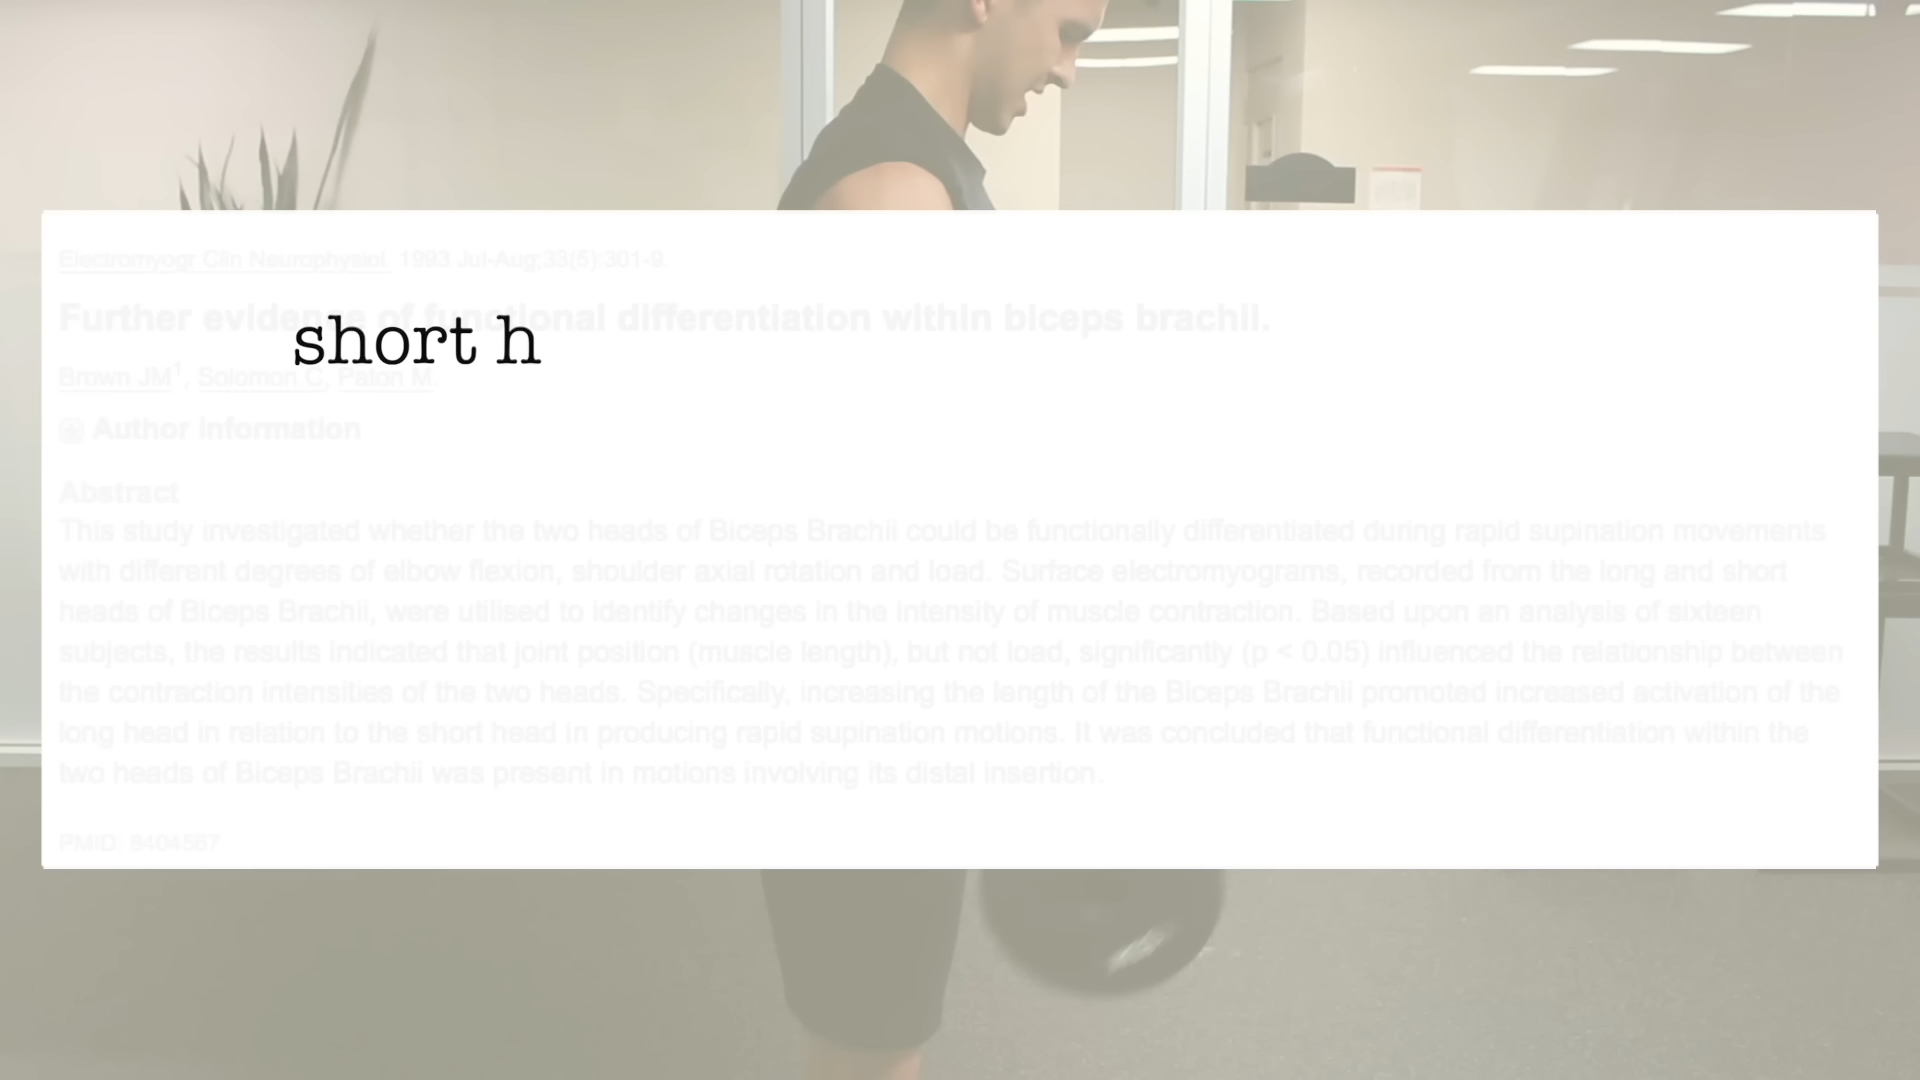 Electromyogr Clin Neurophysiol. 1993 Jul-Aug;33(5):301-9.
Further evidence of functional differentiation within biceps brachii.
short h
Brown JM1, Solomon C, Paton M.
Author information
Abstract
This study investigated whether the two heads of Biceps Brachii could be functionally differentiated during rapid supination movements
with different degrees of elbow flexion, shoulder axial rotation and load. Surface electromyograms, recorded from the long and short
heads of Biceps Brachii, were utilised to identify changes in the intensity of muscle contraction. Based upon an analysis of sixteen
subjects, the results indicated that joint position (muscle length), but not load, significantly (p < 0.05) influenced the relationship between
the contraction intensities of the two heads. Specifically, increasing the length of the Biceps Brachii promoted increased activation of the
long head in relation to the short head in producing rapid supination motions. It was concluded that functional differentiation within the
two heads of Biceps Brachii was present in motions involving its distal insertion.
PMID: 8404567